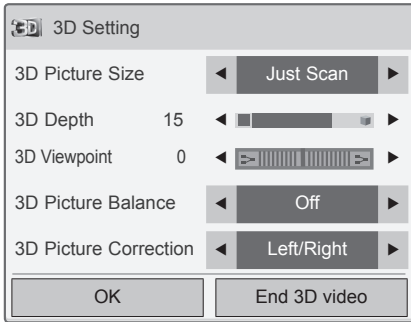 3D 3D Setting
3D Picture Size Just Scan
3D Depth 15
3D Viewpoint 0
3D Picture Balance Off
3D Picture Correction Left/Right
OK End 3D video